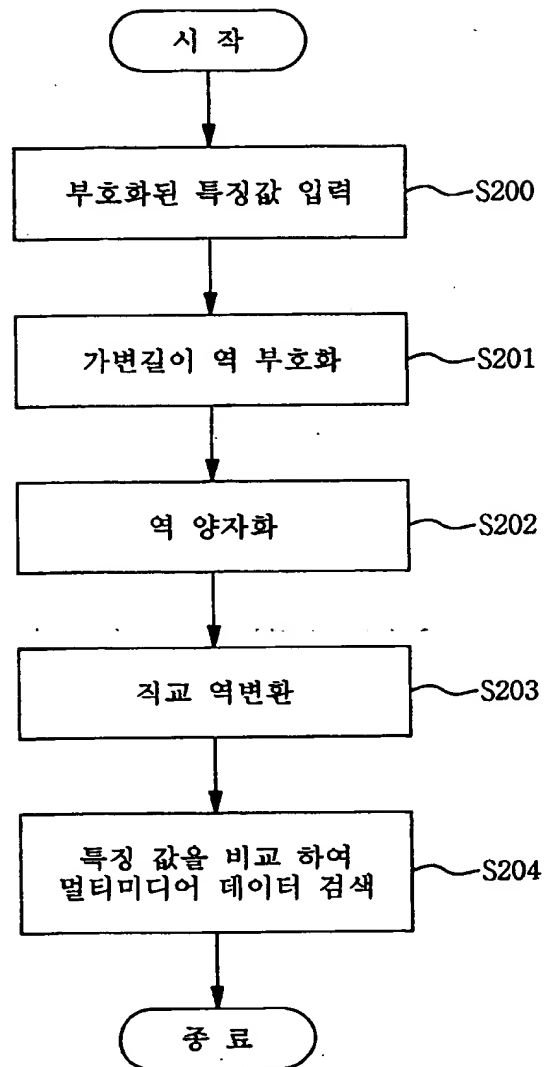 시 작
부호화된 특징값 입력
S200
가변길이 역 부호화
S201
역 양자화
S202
직교 역변환
S203
특징 값을 비교 하여
멀티미디어 데이터 검색
S204
종 료